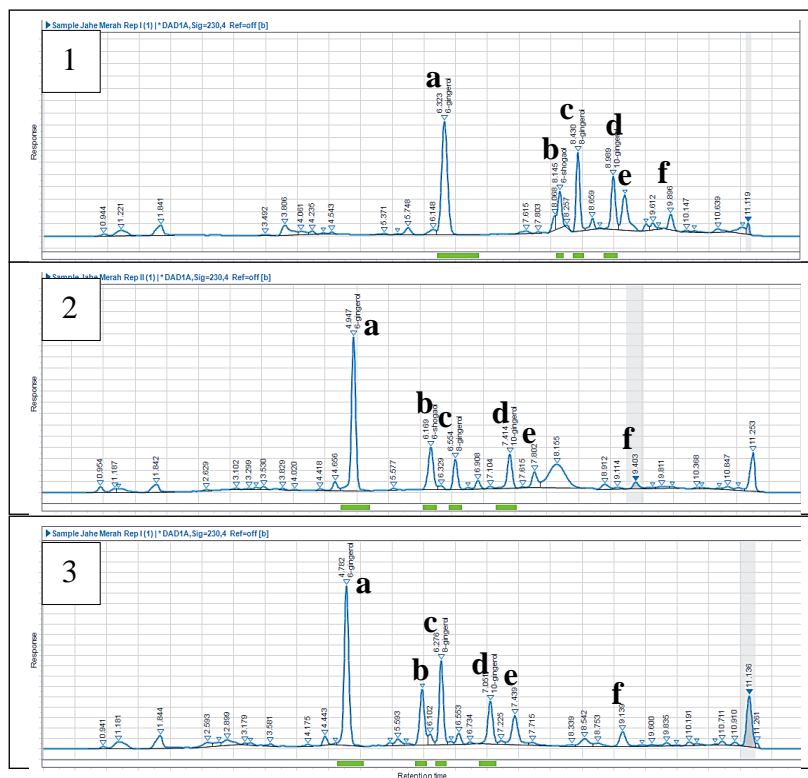 Sample Jahe Merah Rep I (1) | * DAD1A,Sig=230,4 Ref=off [b]
1
Response
a
b
c
d
e
f
0.944
1.221
1.841
3.492
3.806
4.061
4.235
4.543
5.371
5.748
6.148
6.323
6-gingerol
7.615
7.803
8.068
8.145
6-shogaol
8.257
8.430
8-gingerol
8.659
8.989
10-gingerol
9.612
9.896
10.147
10.639
11.119
Sample Jahe Merah Rep II (1) | * DAD1A,Sig=230,4 Ref=off [b]
2
Response
a
b
c
d
e
f
0.954
1.187
1.842
2.629
3.102
3.299
3.530
3.829
4.020
4.418
4.656
4.947
6-gingerol
5.577
6.169
6-shogaol
6.329
6.554
8-gingerol
6.908
7.104
7.414
10-gingerol
7.615
7.802
8.155
8.912
9.114
9.403
9.811
10.368
10.847
11.253
Sample Jahe Merah Rep I (1) | * DAD1A,Sig=230,4 Ref=off [b]
3
Response
a
b
c
d
e
f
0.941
1.181
1.844
2.593
2.899
3.179
3.581
4.175
4.443
4.782
6-gingerol
5.593
6.102
6.276
8-gingerol
6.553
6.734
7.051
10-gingerol
7.225
7.439
7.715
8.339
8.542
8.753
9.139
9.600
9.835
10.191
10.711
10.910
11.136
11.261
Retention time